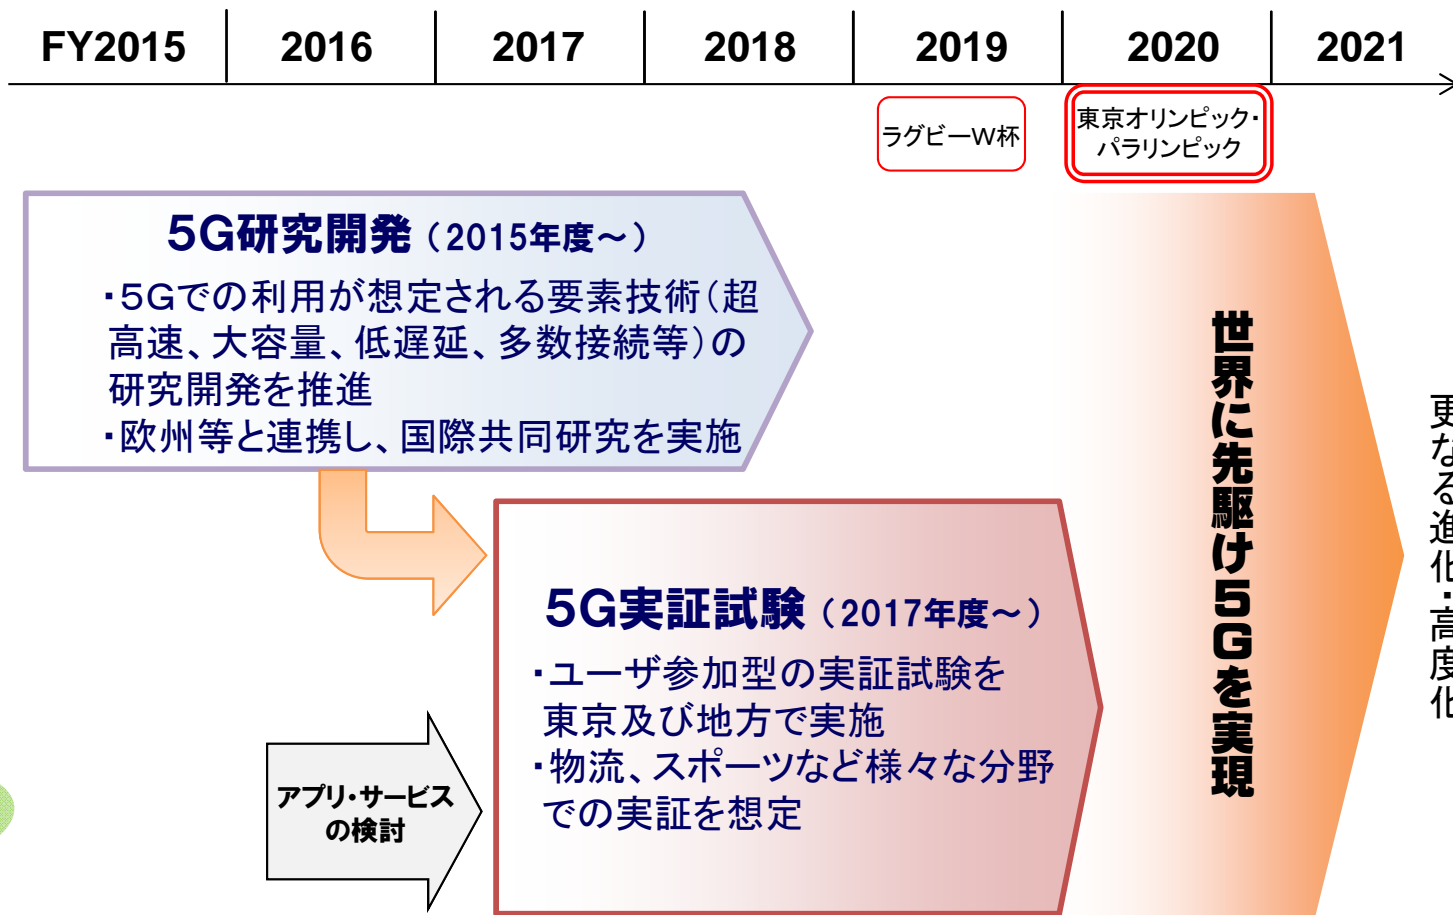 FY2015 2016 2017 2018 2019 2020 2021
ラグビーW杯
東京オリンピック・
パラリンピック
5G研究開発（2015年度～）
・5Gでの利用が想定される要素技術（超
高速、大容量、低遅延、多数接続等）の
研究開発を推進
・欧州等と連携し、国際共同研究を実施
5G実証試験（2017年度～）
・ユーザ参加型の実証試験を
東京及び地方で実施
・物流、スポーツなど様々な分野
での実証を想定
アプリ・サービス
の検討
世界に先駆け5Gを実現
更なる進化・高度化